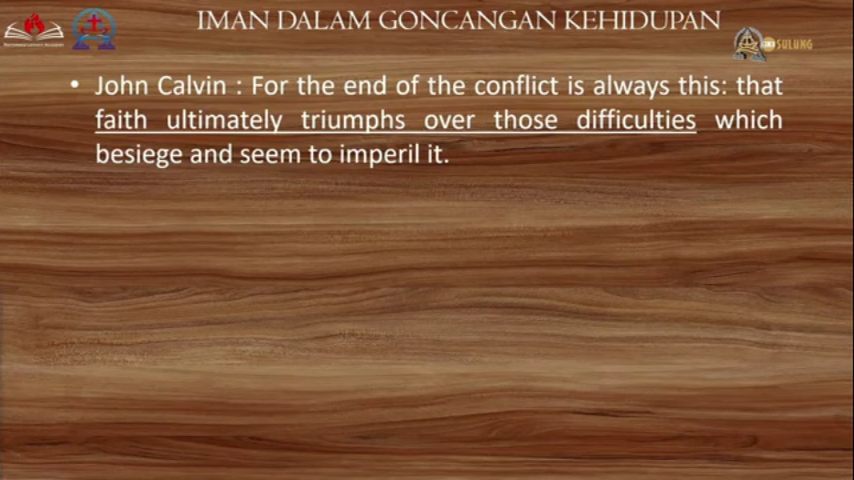 IMAN DALAM GONCANGAN KEHIDUPAN
SULUNG
• John Calvin : For the end of the conflict is always this: that
faith ultimately triumphs over those difficulties which
besiege and seem to imperil it.